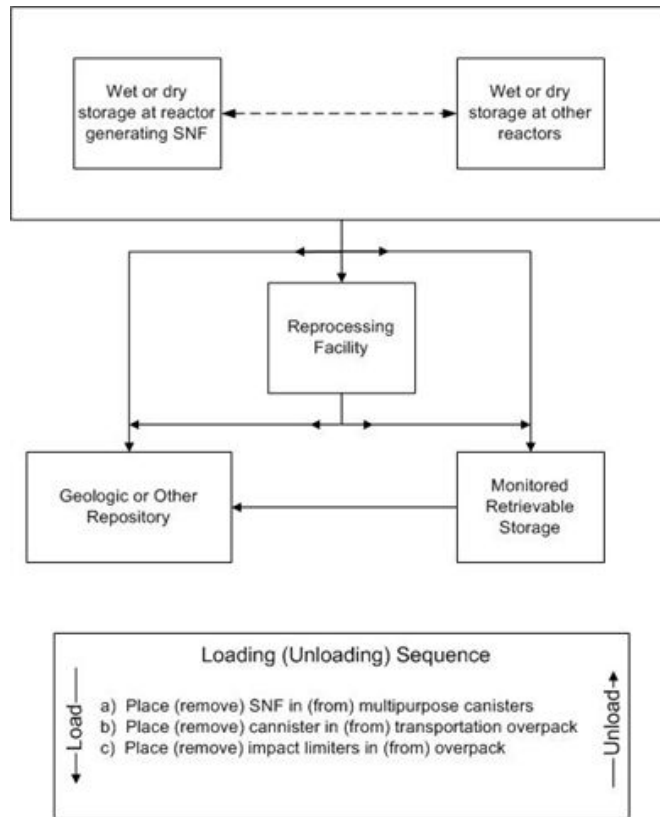 Wet or dry
storage at reactor
generating SNF
Wet or dry
storage at other
reactors
Reprocessing
Facility
Geologic or Other
Repository
Monitored
Retrievable
Storage
Loading (Unloading) Sequence
a) Place (remove) SNF in (from) multipurpose canisters
b) Place (remove) cannister in (from) transportation overpack
c) Place (remove) impact limiters in (from) overpack
Load
Unload